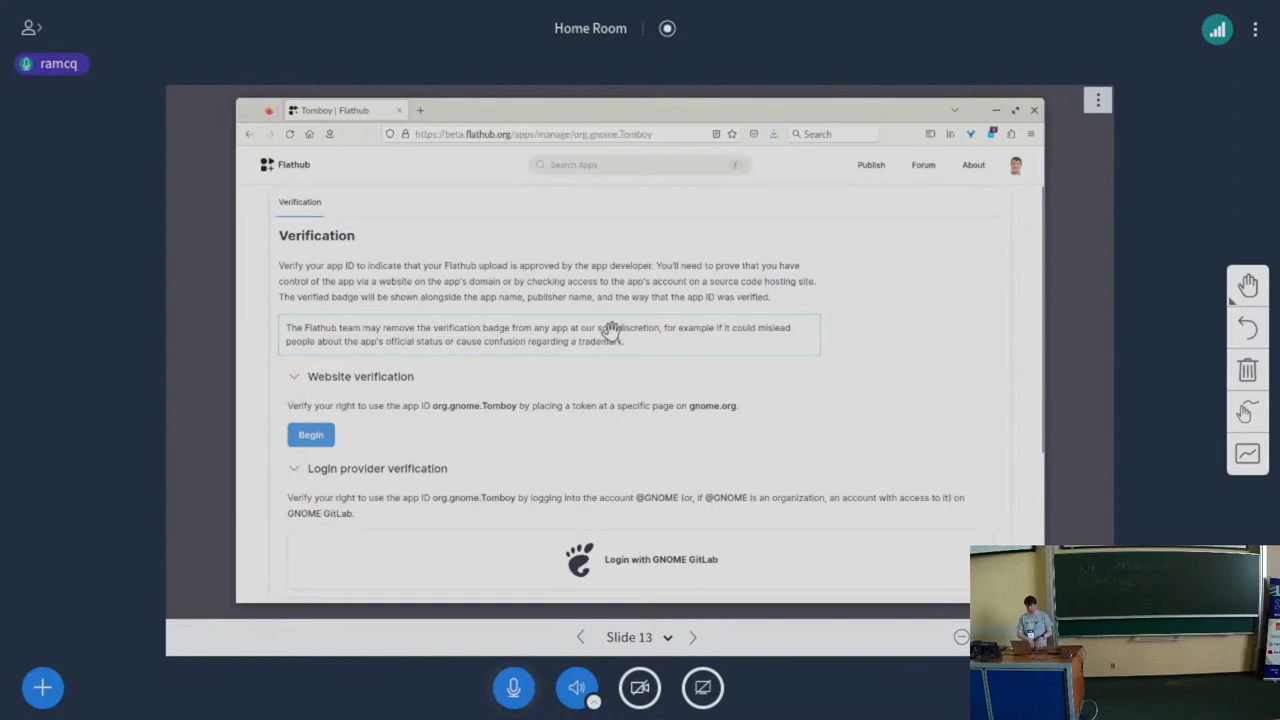 Home Room
ramcq
Tomboy | Flathub
https://beta.flathub.org/apps/manage/org.gnome.Tomboy
Search
Flathub
Search Apps
/
Publish
Forum
About
Verification
Verification
Verify your app ID to indicate that your Flathub upload is approved by the app developer. You'll need to prove that you have
control of the app via a website on the app's domain or by checking access to the app's account on a source code hosting site.
The verified badge will be shown alongside the app name, publisher name, and the way that the app ID was verified.
The Flathub team may remove the verification badge from any app at our sole discretion, for example if it could mislead
people about the app's official status or cause confusion regarding a trademark.
Website verification
Verify your right to use the app ID org.gnome.Tomboy by placing a token at a specific page on gnome.org.
Begin
Login provider verification
Verify your right to use the app ID org.gnome.Tomboy by logging into the account @GNOME (or, if @GNOME is an organization, an account with access to it) on
GNOME GitLab.
Login with GNOME GitLab
Slide 13